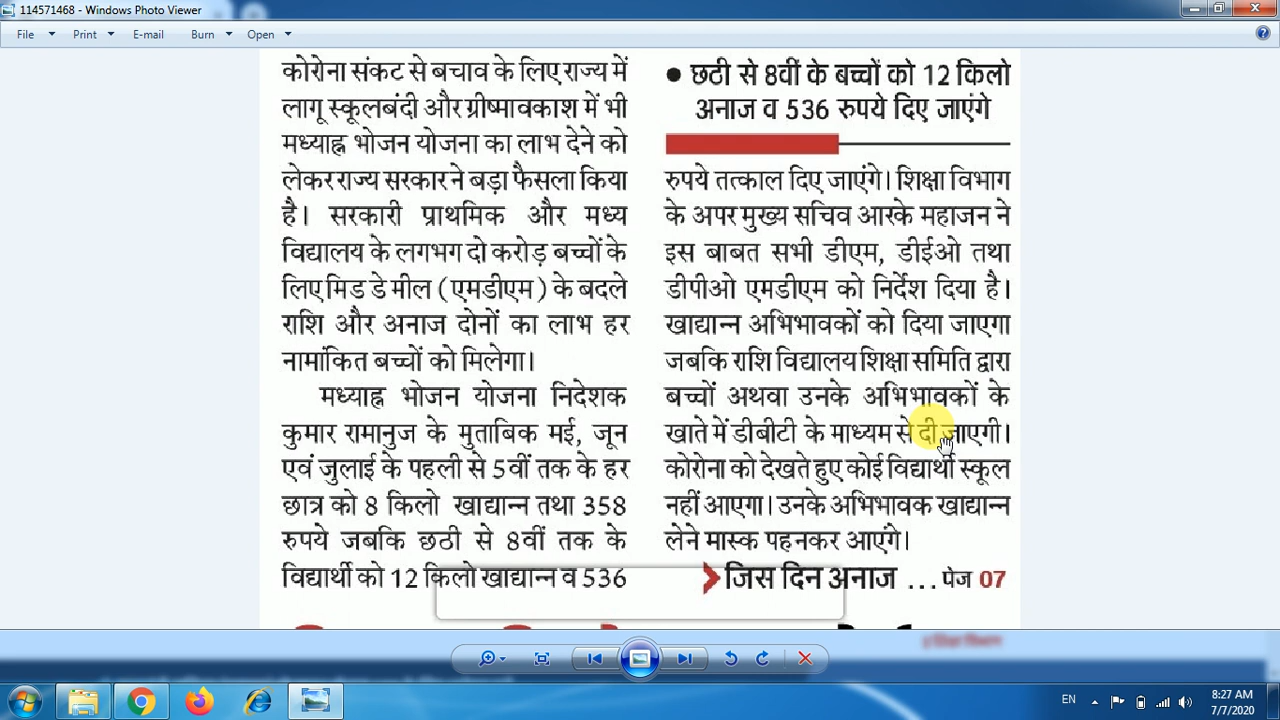 114571468 - Windows Photo Viewer
File Print E-mail Burn Open
कोरोना संकट से बचाव के लिए राज्य में
लागू स्कूलबंदी और ग्रीष्मावकाश में भी
मध्याह्न भोजन योजना का लाभ देने को
लेकर राज्य सरकार ने बड़ा फैसला किया
है। सरकारी प्राथमिक और मध्य
विद्यालय के लगभग दो करोड़ बच्चों के
लिए मिड डे मील (एमडीएम) के बदले
राशि और अनाज दोनों का लाभ हर
नामांकित बच्चों को मिलेगा।
मध्याह्न भोजन योजना निदेशक
कुमार रामानुज के मुताबिक मई, जून
एवं जुलाई के पहली से 5वीं तक के हर
छात्र को 8 किलो खाद्यान्न तथा 358
रुपये जबकि छठी से 8वीं तक के
विद्यार्थी को 12 किलो खाद्यान्न व 536
● छठी से 8वीं के बच्चों को 12 किलो
अनाज व 536 रुपये दिए जाएंगे
रुपये तत्काल दिए जाएंगे। शिक्षा विभाग
के अपर मुख्य सचिव आरके महाजन ने
इस बाबत सभी डीएम, डीईओ तथा
डीपीओ एमडीएम को निर्देश दिया है।
खाद्यान्न अभिभावकों को दिया जाएगा
जबकि राशि विद्यालय शिक्षा समिति द्वारा
बच्चों अथवा उनके अभिभावकों के
खाते में डीबीटी के माध्यम से दी जाएगी।
कोरोना को देखते हुए कोई विद्यार्थी स्कूल
नहीं आएगा। उनके अभिभावक खाद्यान्न
लेने मास्क पहनकर आएंगे।
जिस दिन अनाज ... पेज 07
EN
8:27 AM
7/7/2020